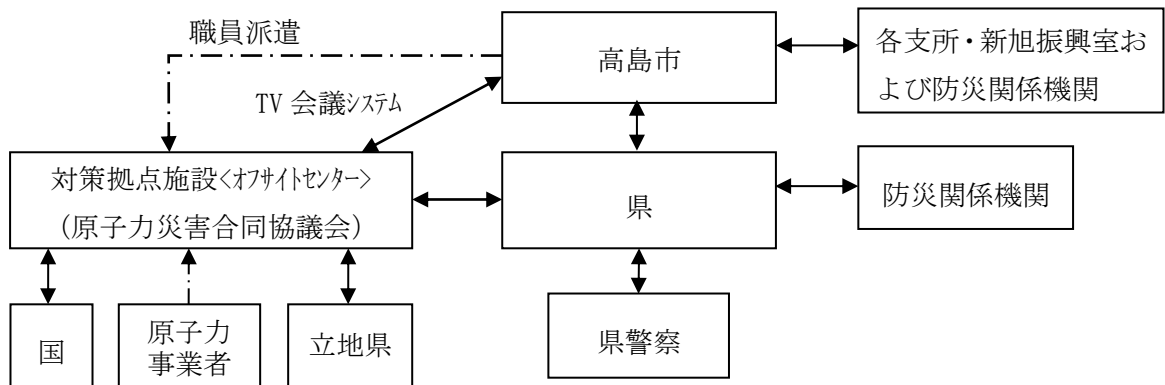 職員派遣
高島市
各支所・新旭振興室お
よび防災関係機関
TV 会議システム
対策拠点施設<オフサイトセンター>
(原子力災害合同協議会)
県
防災関係機関
国
原子力
事業者
立地県
県警察